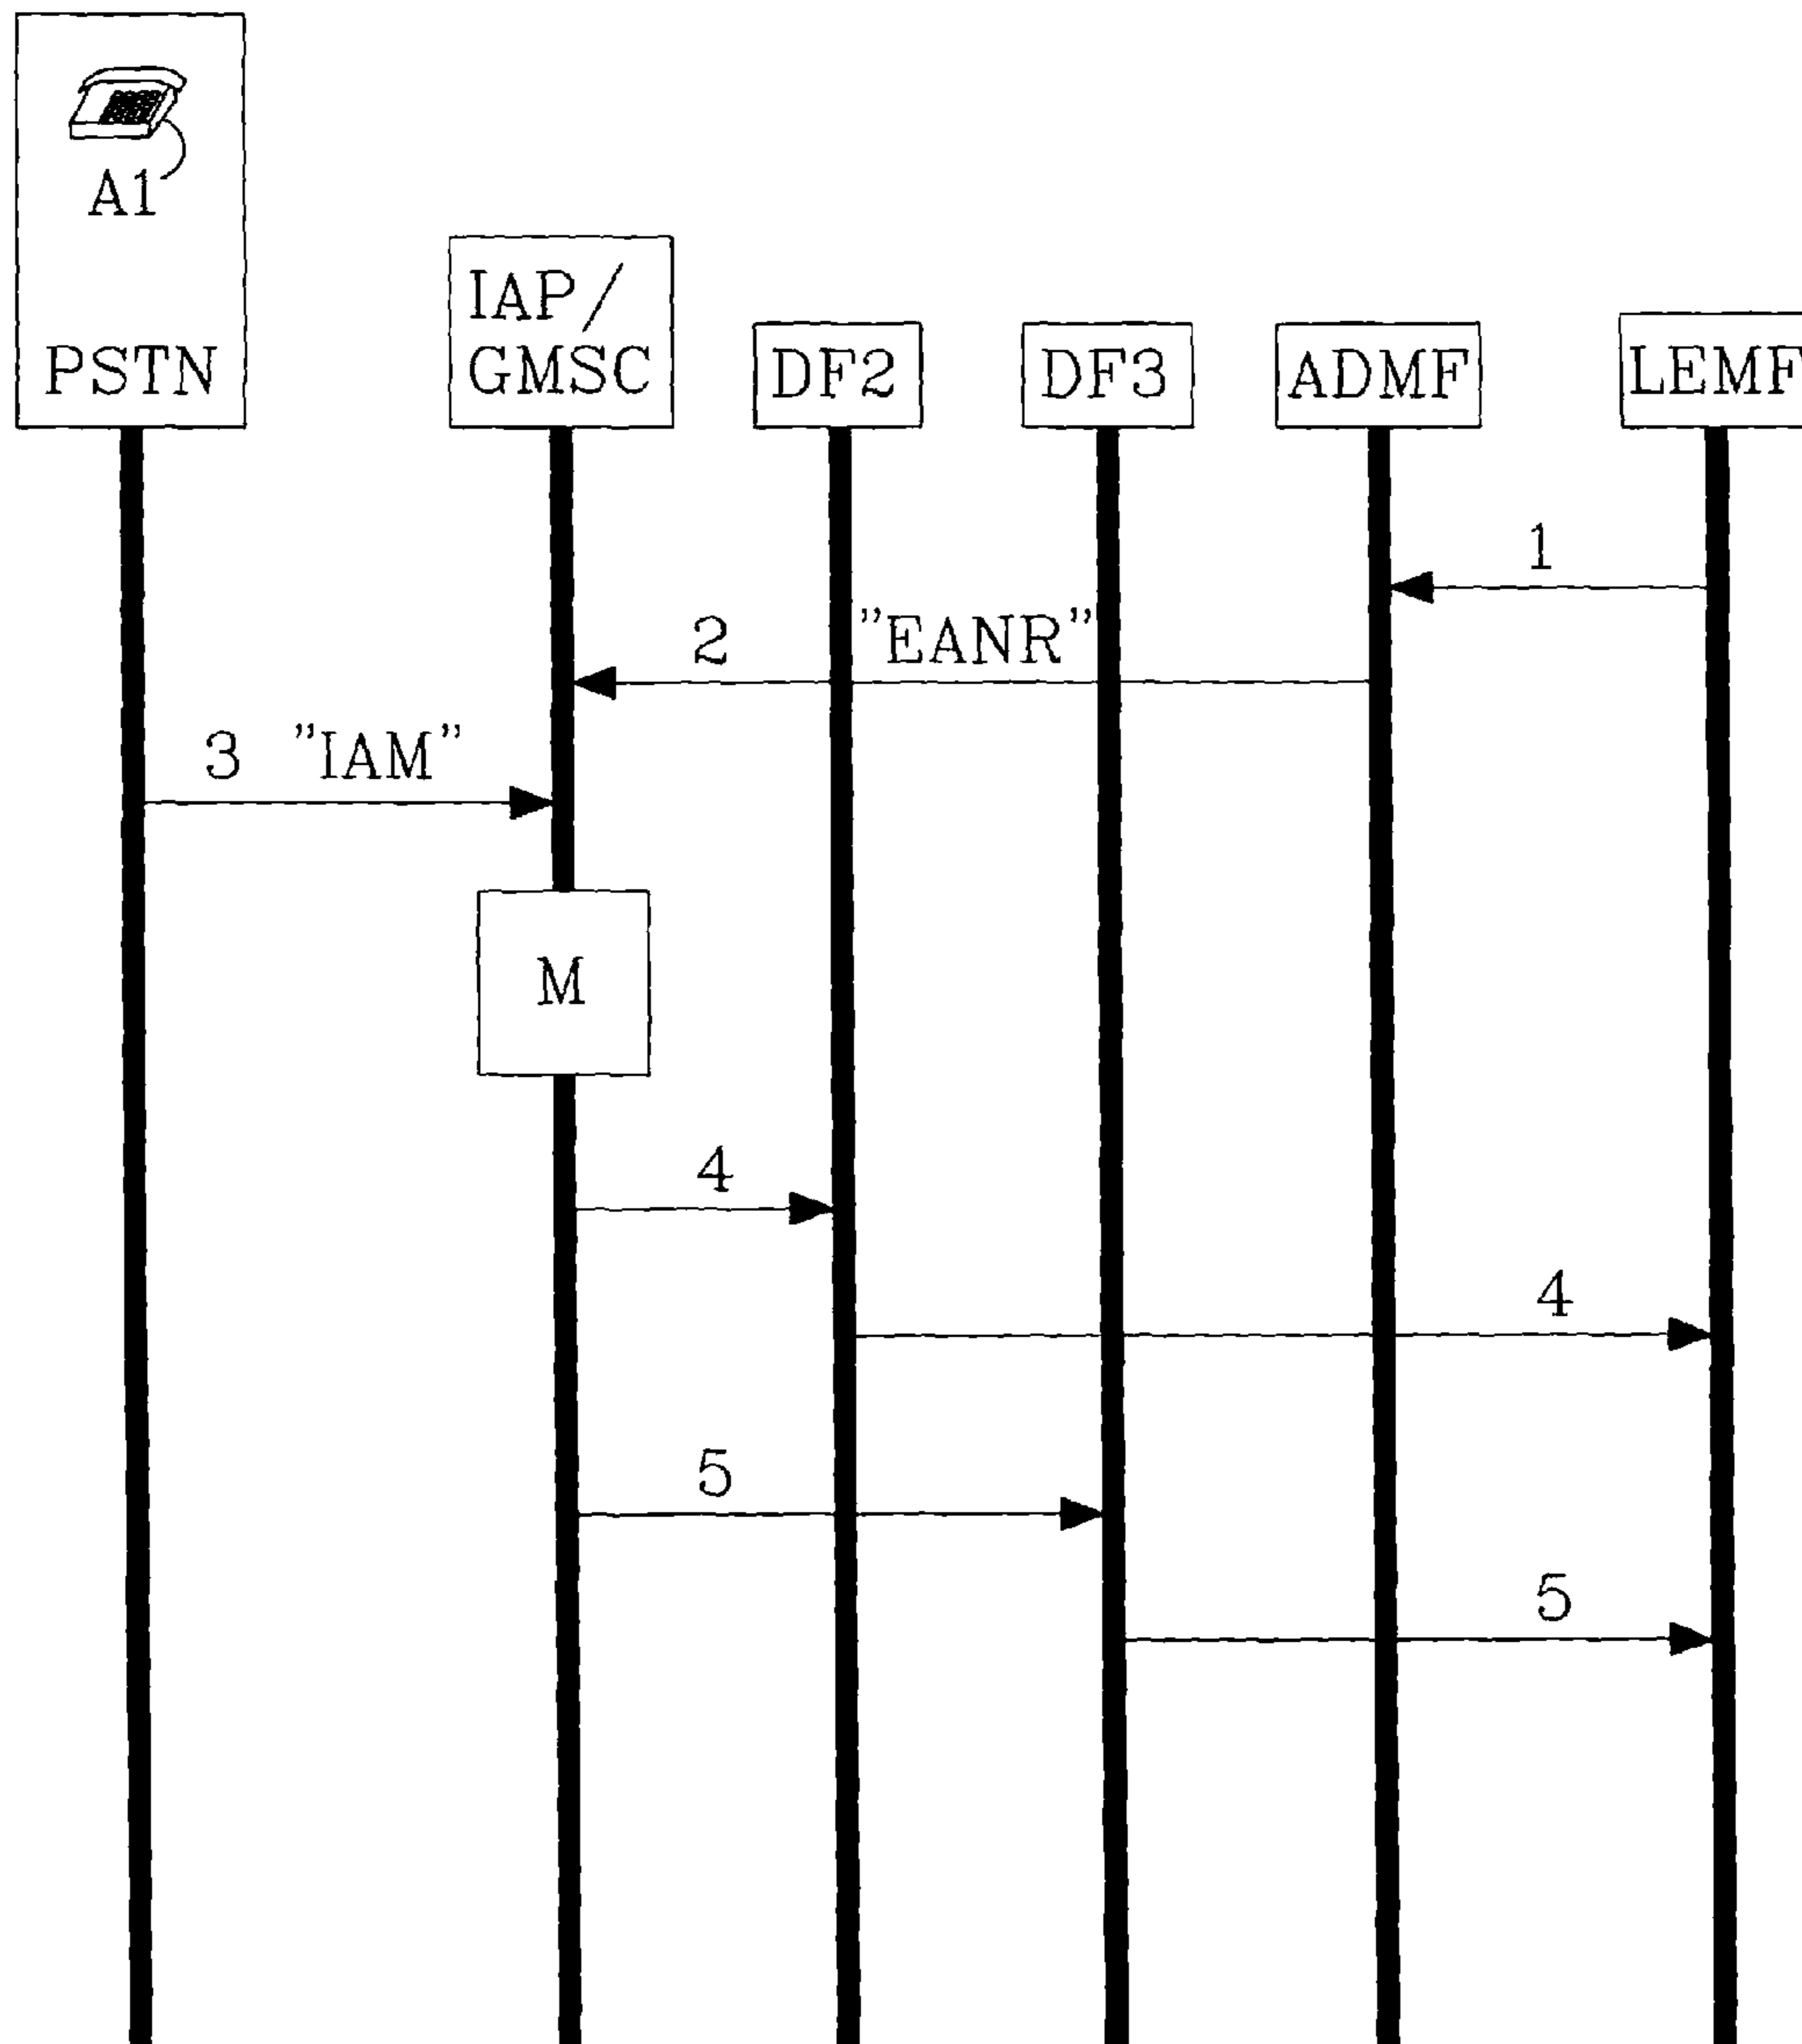 A1
PSTN
IAP/
GMSC
DF2
DF3
ADMF
LEMF
1
2 "EANR"
3 "IAM"
M
4
4
5
5